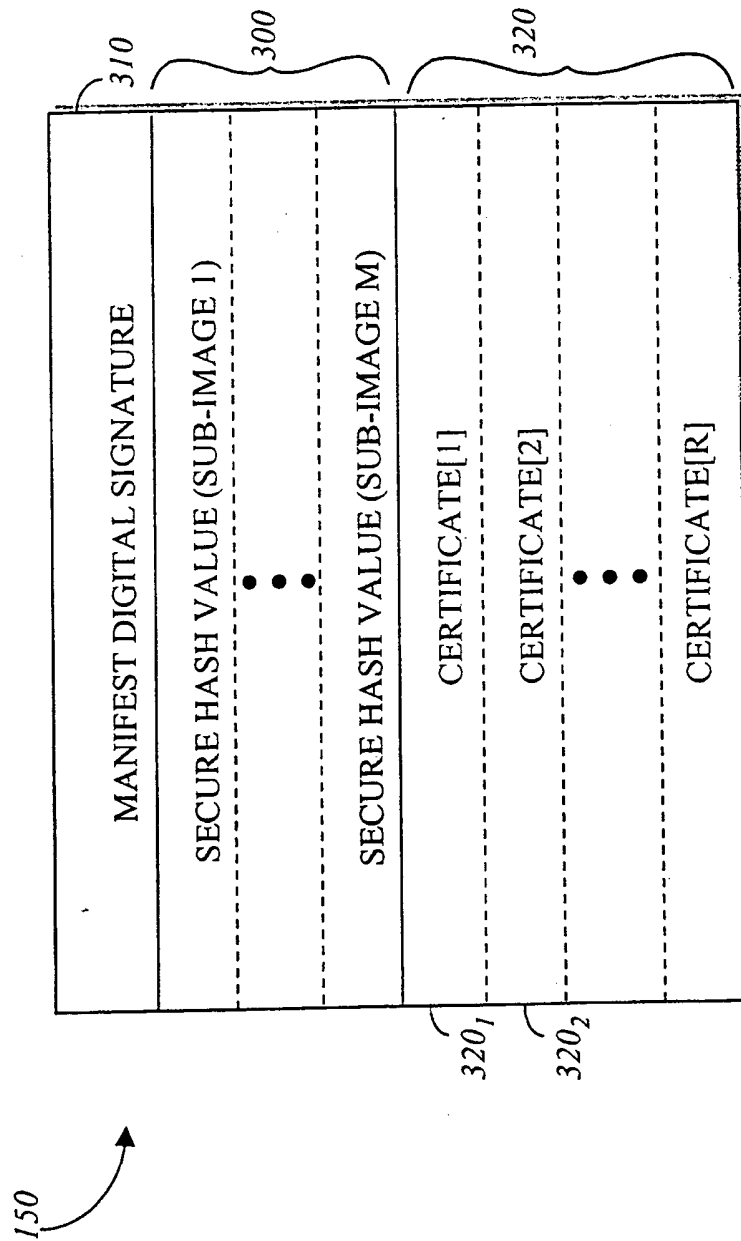 150
310
MANIFEST DIGITAL SIGNATURE
SECURE HASH VALUE (SUB-IMAGE 1)
300
SECURE HASH VALUE (SUB-IMAGE M)
320₁
CERTIFICATE[1]
320
320₂
CERTIFICATE[2]
CERTIFICATE[R]